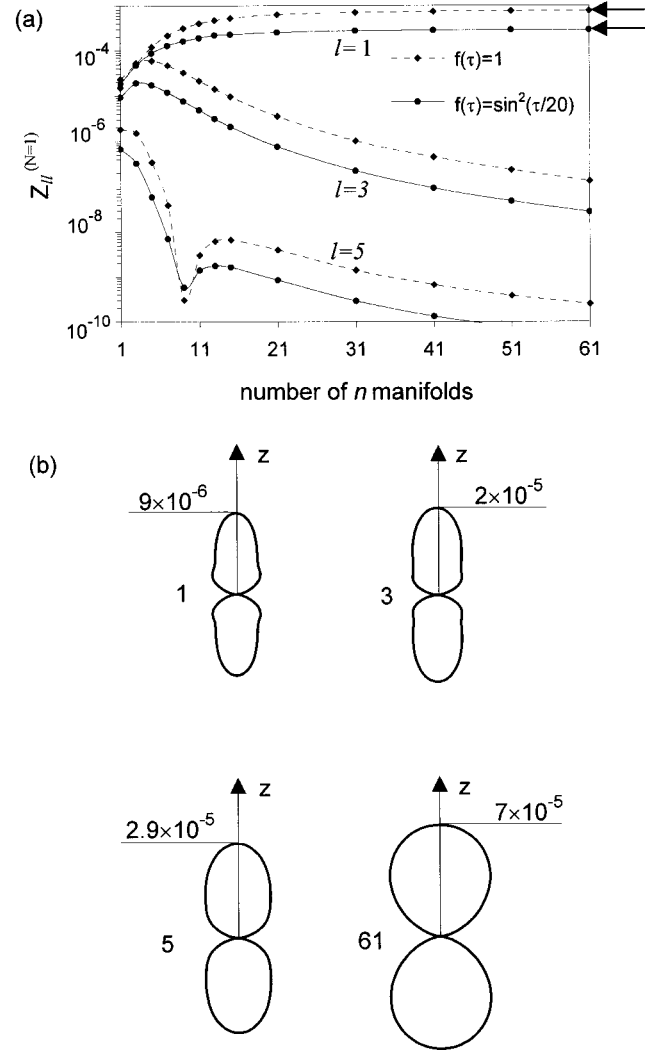 (a)
10⁻⁴
10⁻⁶
10⁻⁸
10⁻¹⁰
Z_ll^(N=1)
l=1
f(τ)=1
f(τ)=sin²(τ/20)
l=3
l=5
1 11 21 31 41 51 61
number of n manifolds
(b)
z z
9×10⁻⁶ 2×10⁻⁵
1 3
z z
2.9×10⁻⁵ 7×10⁻⁵
5 61